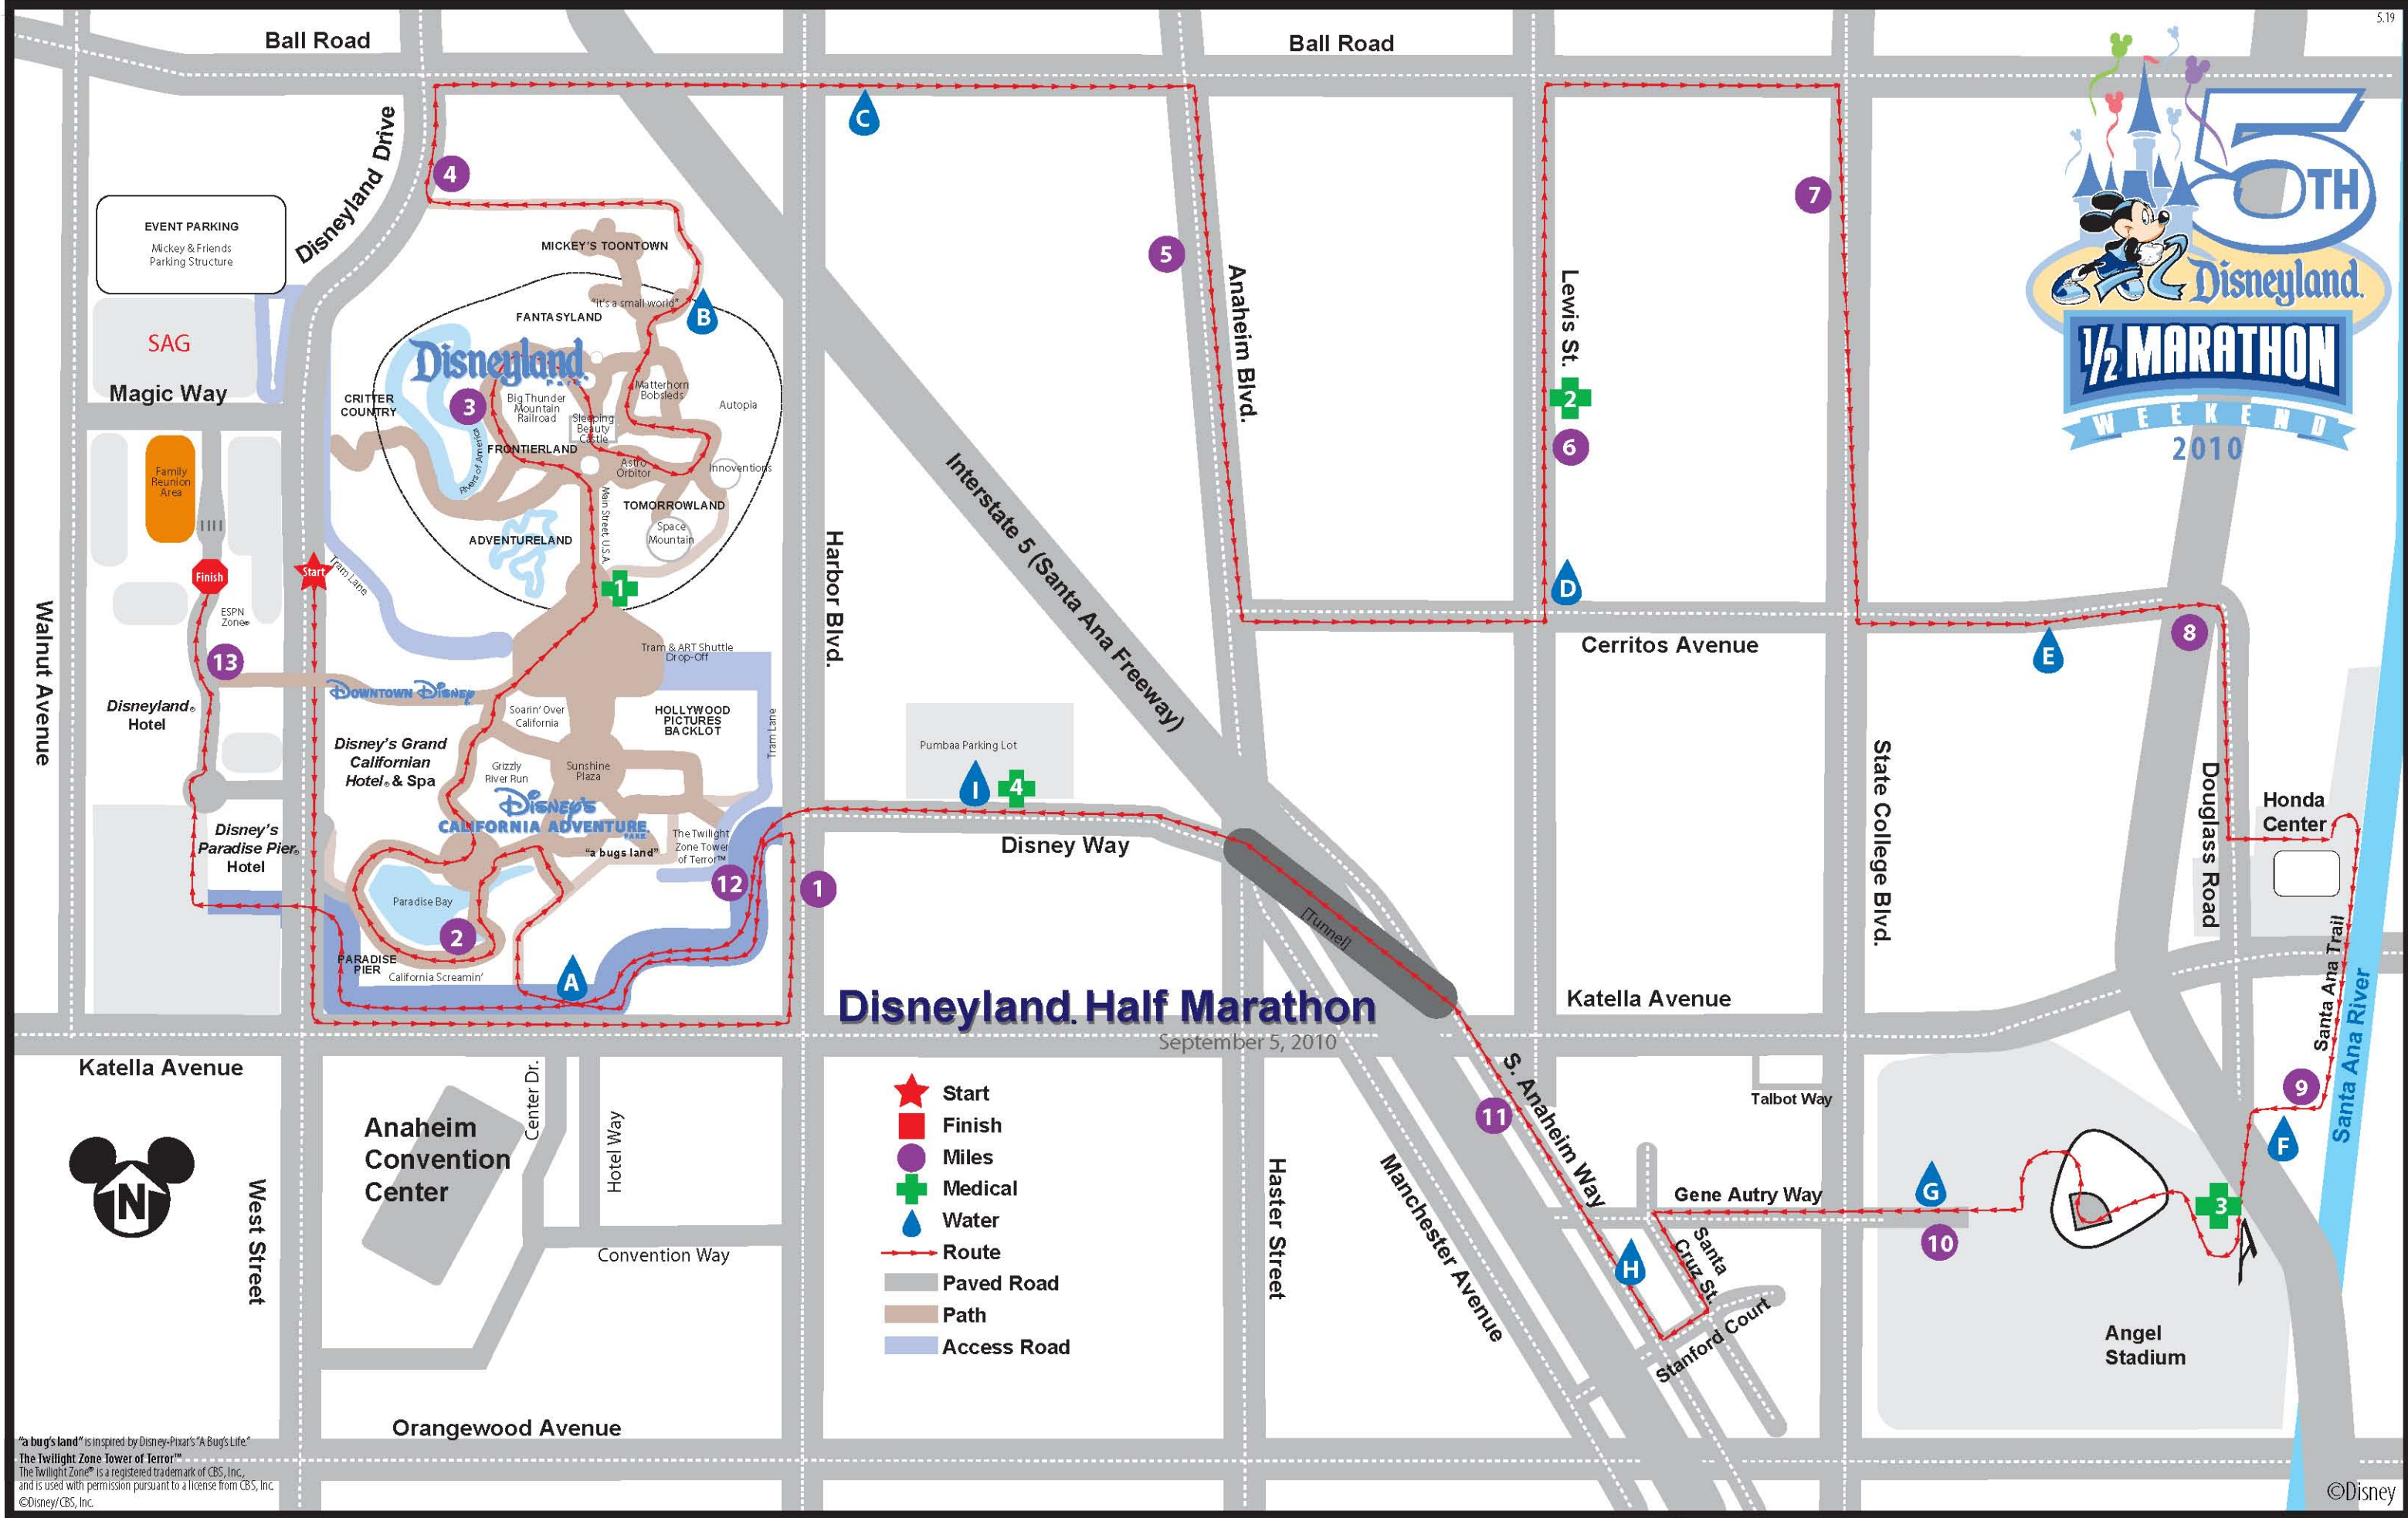 5.19
Ball Road
Ball Road
Disneyland Drive
C
4
5TH
Disneyland.
1/2 MARATHON
WEEKEND
2010
EVENT PARKING
Mickey & Friends
Parking Structure
SAG
Magic Way
MICKEY'S TOONTOWN
"it's a small world"
FANTASYLAND
B
Disneyland
PARK
CRITTER
COUNTRY
3
Big Thunder
Mountain
Railroad
Matterhorn
Bobsleds
Autopia
Sleeping
Beauty
Castle
FRONTIERLAND
Rivers of America
Astro
Orbitor
Innoventions
Main Street, U.S.A.
TOMORROWLAND
Space
Mountain
ADVENTURELAND
1
Family
Reunion
Area
Finish
Start
Tram Lane
ESPN
Zone®
13
Walnut Avenue
Harbor Blvd.
Interstate 5 (Santa Ana Freeway)
5
Anaheim Blvd.
Lewis St.
2
6
D
7
Cerritos Avenue
E
8
Tram & ART Shuttle
Drop-Off
DOWNTOWN DISNEY
Disneyland®
Hotel
Soarin' Over
California
HOLLYWOOD
PICTURES
BACKLOT
Tram Lane
Disney's Grand
Californian
Hotel® & Spa
Grizzly
River Run
Sunshine
Plaza
DISNEY'S
CALIFORNIA ADVENTURE
PARK
Disney's
Paradise Pier®
Hotel
"a bugs land"
The Twilight
Zone Tower
of Terror™
12
1
Paradise Bay
2
PARADISE
PIER
California Screamin'
A
Pumbaa Parking Lot
I
4
Disney Way
[Tunnel]
State College Blvd.
Douglass Road
Honda
Center
Santa Ana Trail
Santa Ana River
Disneyland. Half Marathon
September 5, 2010
Katella Avenue
Katella Avenue
N
West Street
Anaheim
Convention
Center
Center Dr.
Hotel Way
Convention Way
Start
Finish
Miles
Medical
Water
Route
Paved Road
Path
Access Road
Haster Street
Manchester Avenue
11
S. Anaheim Way
H
Santa
Cruz St.
Stanford Court
Talbot Way
Gene Autry Way
G
10
9
F
3
Angel
Stadium
Orangewood Avenue
"a bug's land" is inspired by Disney-Pixar's "A Bug's Life."
The Twilight Zone Tower of Terror™
The Twilight Zone® is a registered trademark of CBS, Inc.,
and is used with permission pursuant to a license from CBS, Inc.
©Disney/CBS, Inc.
©Disney